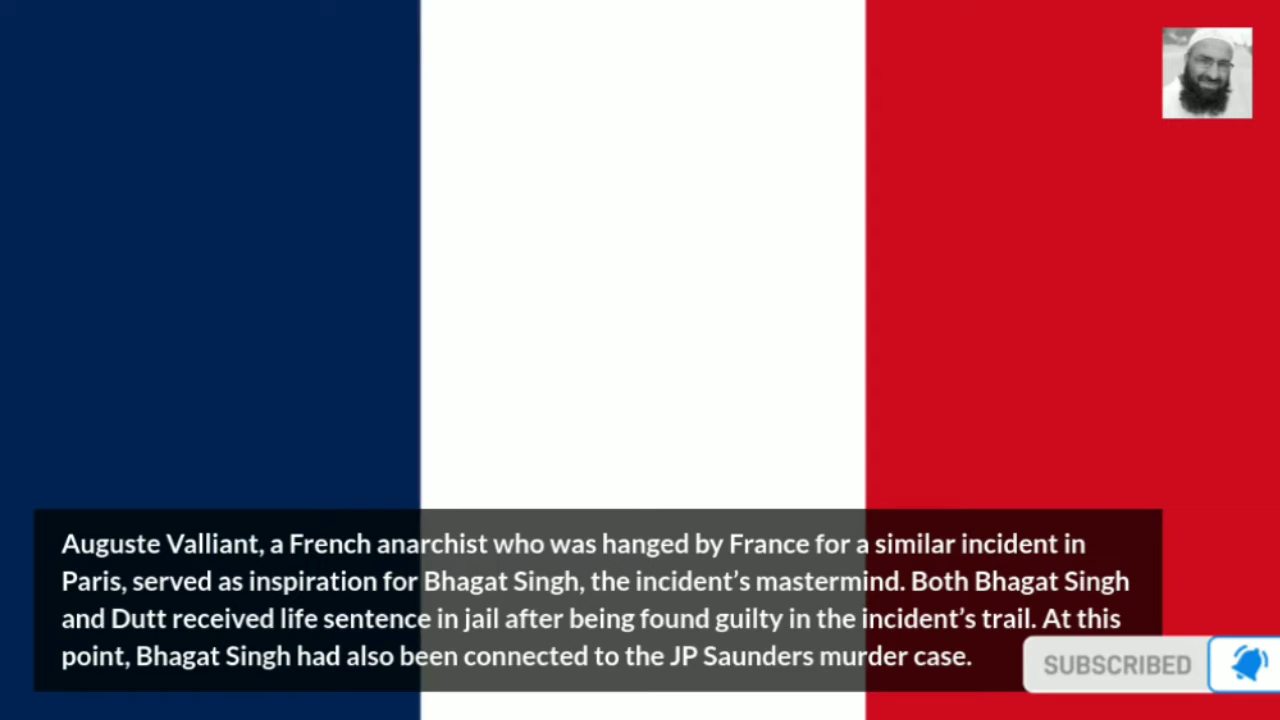 Auguste Valliant, a French anarchist who was hanged by France for a similar incident in
Paris, served as inspiration for Bhagat Singh, the incident’s mastermind. Both Bhagat Singh
and Dutt received life sentence in jail after being found guilty in the incident’s trail. At this
point, Bhagat Singh had also been connected to the JP Saunders murder case.
SUBSCRIBED